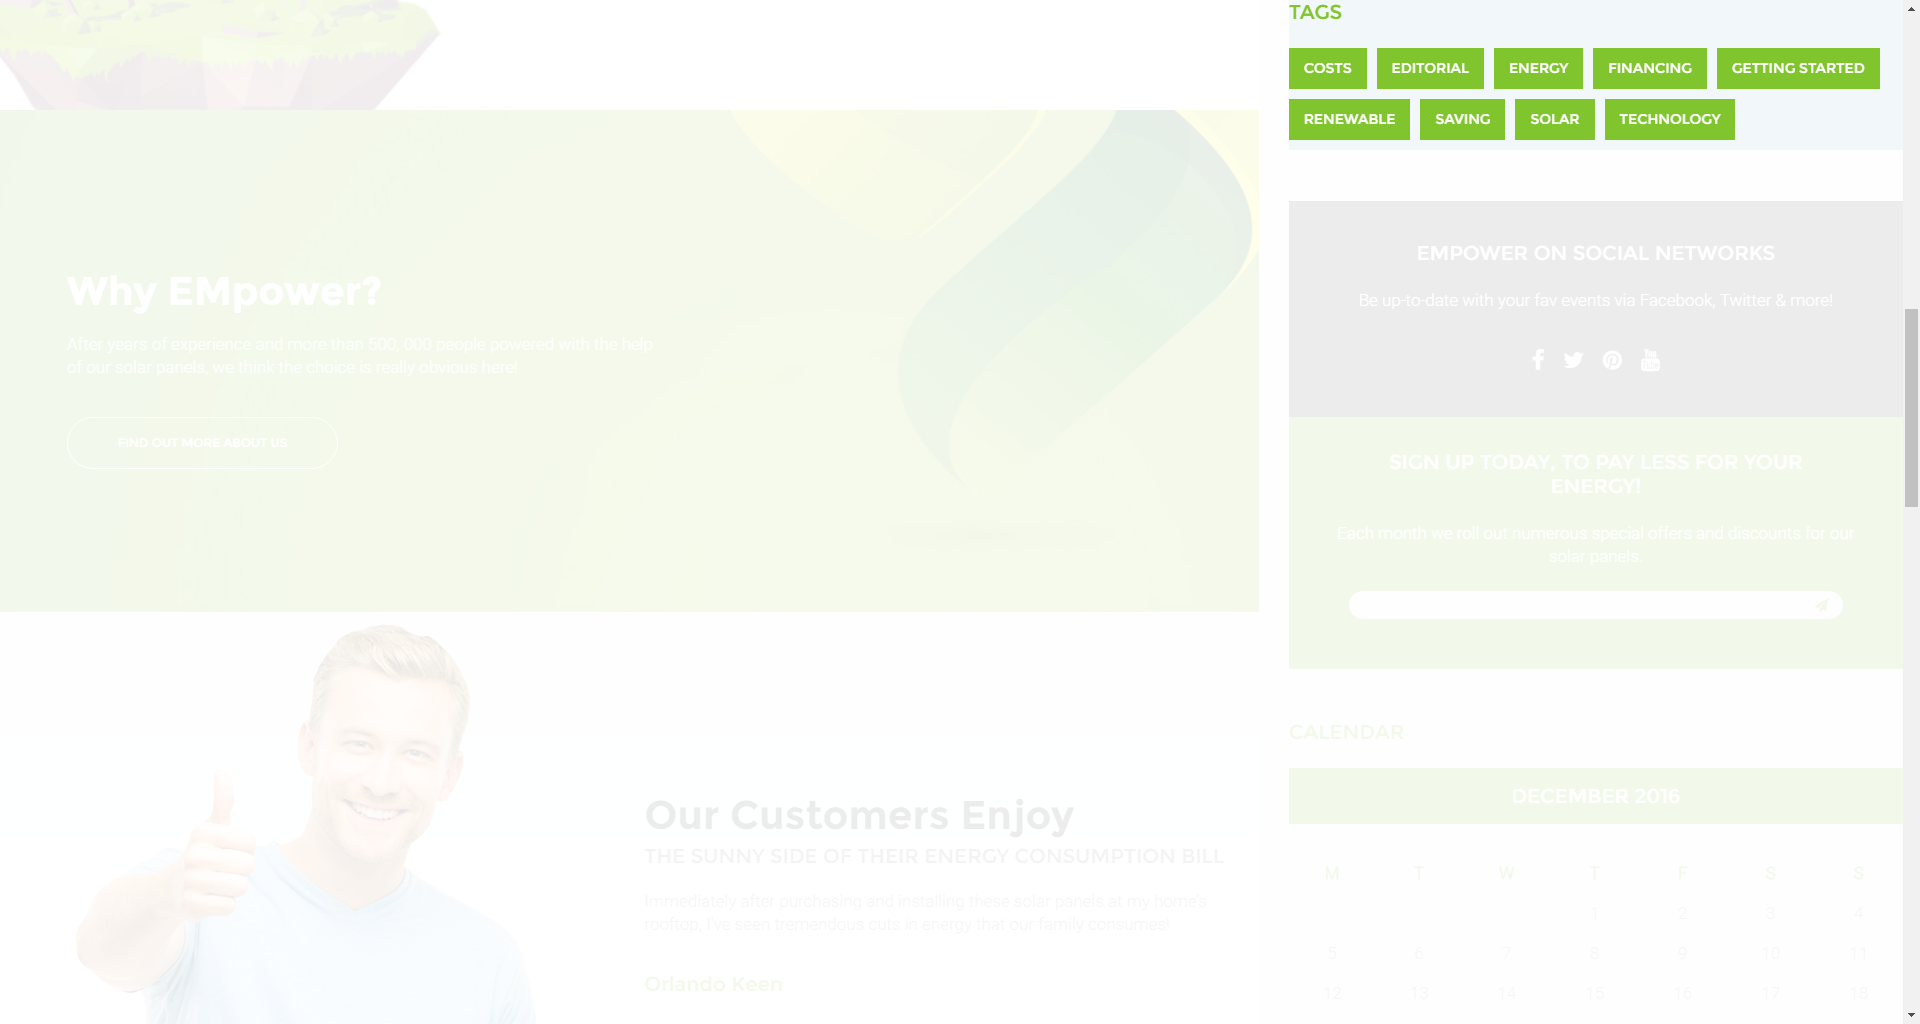 TAGS
COSTS
EDITORIAL
ENERGY
FINANCING
GETTING STARTED
RENEWABLE
SAVING
SOLAR
TECHNOLOGY
Why EMpower?
After years of experience and more than 500, 000 people powered with the help
of our solar panels, we think the choice is really obvious here!
FIND OUT MORE ABOUT US
EMPOWER ON SOCIAL NETWORKS
Be up-to-date with your fav events via Facebook, Twitter & more!
SIGN UP TODAY, TO PAY LESS FOR YOUR
ENERGY!
Each month we roll out numerous special offers and discounts for our
solar panels.
Our Customers Enjoy
THE SUNNY SIDE OF THEIR ENERGY CONSUMPTION BILL
Immediately after purchasing and installing these solar panels at my home's
rooftop, I've seen tremendous cuts in energy that our family consumes!
Orlando Keen
CALENDAR
DECEMBER 2016
M T W T F S S
1 2 3 4
5 6 7 8 9 10 11
12 13 14 15 16 17 18